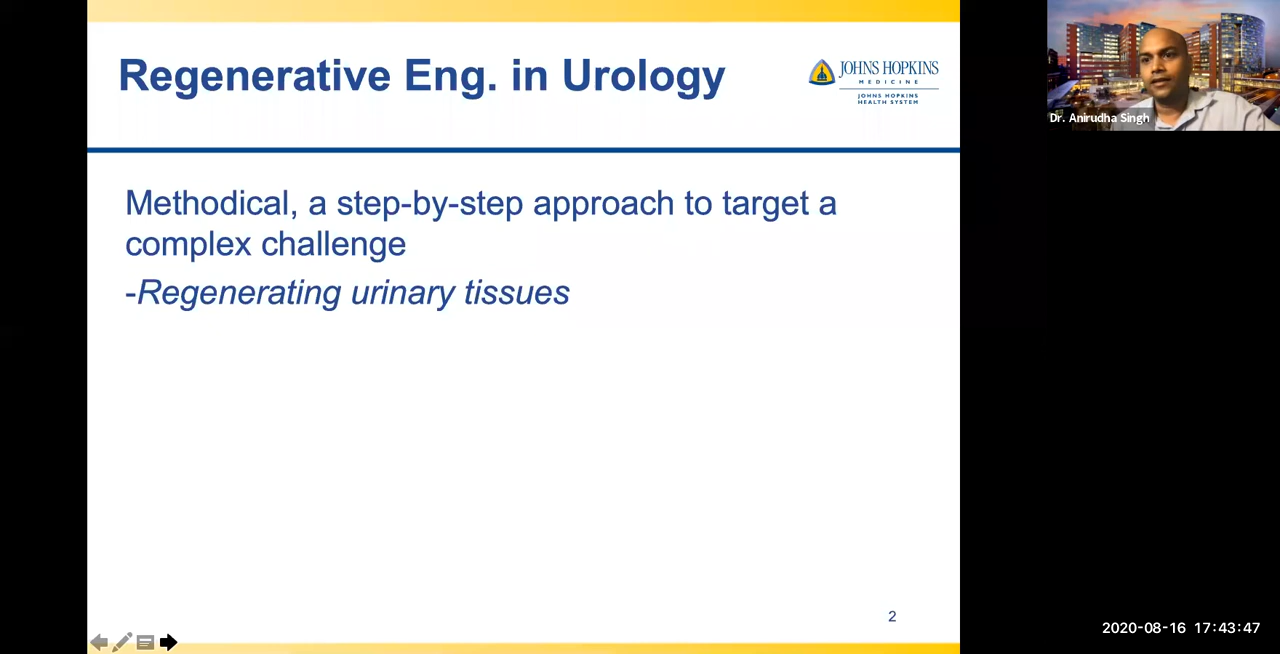 Regenerative Eng. in Urology
JOHNS HOPKINS
MEDICINE
JOHNS HOPKINS
HEALTH SYSTEM
Dr. Anirudha Singh
Methodical, a step-by-step approach to target a
complex challenge
-Regenerating urinary tissues
2
2020-08-16 17:43:47